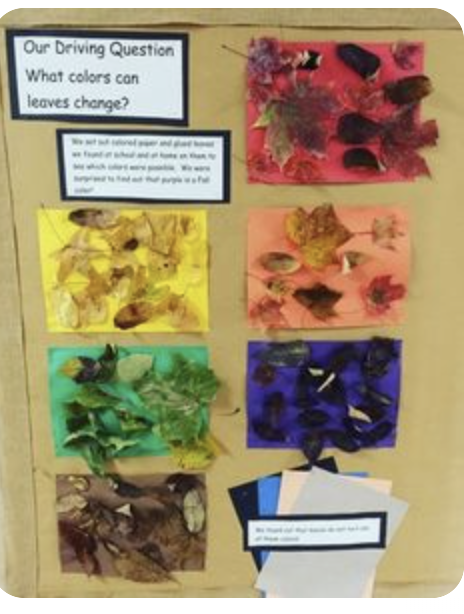 Our Driving Question
What colors can
leaves change?
We set out colored paper and glued leaves
we found at school and at home on them to
see which colors were possible. We were
surprised to find out that purple is a Fall
color!
We found out that leaves do not turn all
of these colors!